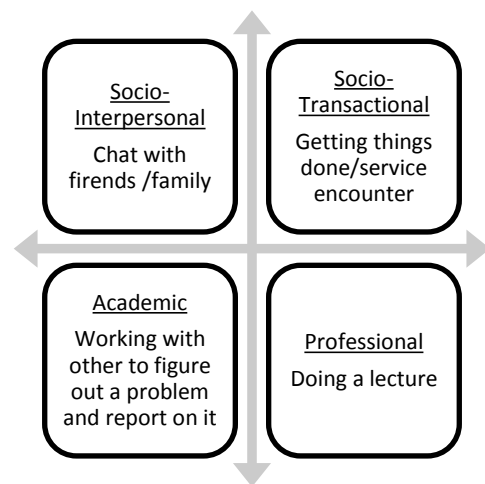 Socio-
Interpersonal
Chat with
firends /family
Socio-
Transactional
Getting things
done/service
encounter
Academic
Working with
other to figure
out a problem
and report on it
Professional
Doing a lecture